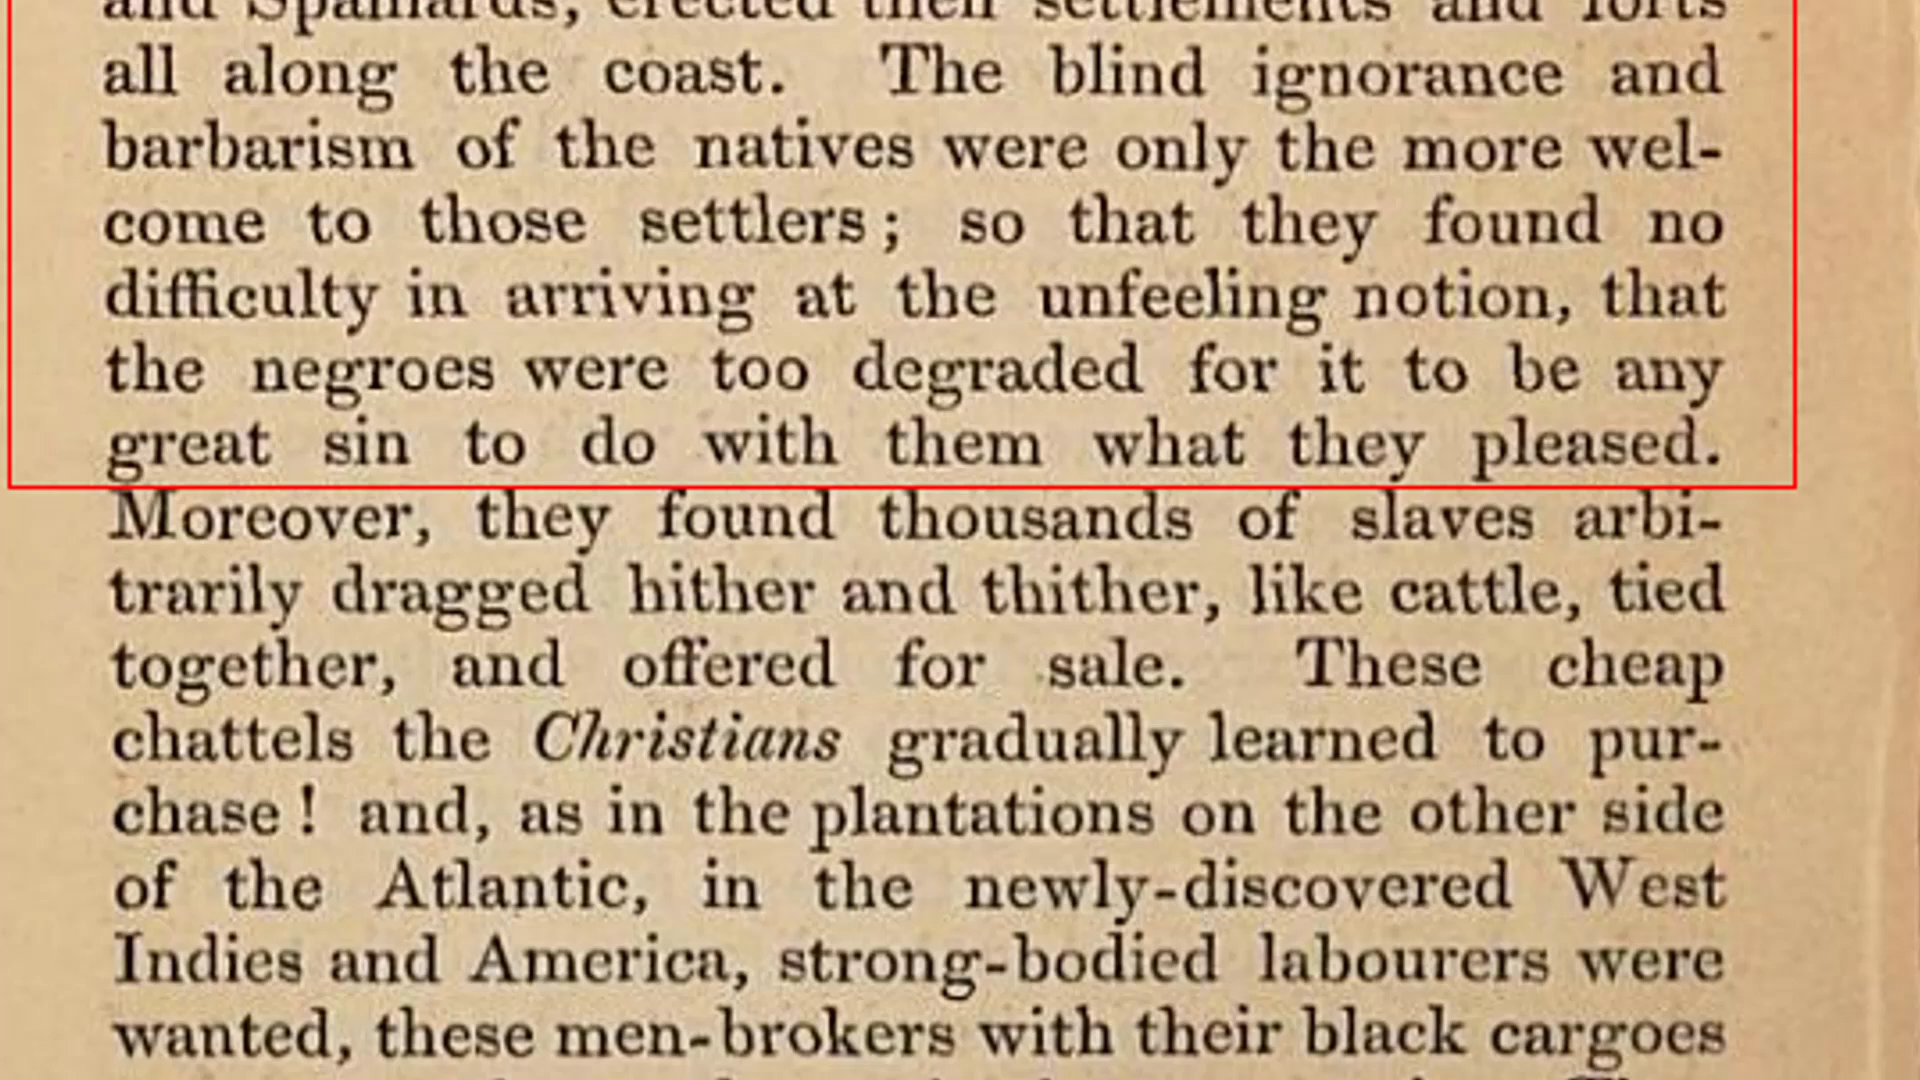 and Spaniards, erected their settlements and forts
all along the coast. The blind ignorance and
barbarism of the natives were only the more wel-
come to those settlers; so that they found no
difficulty in arriving at the unfeeling notion, that
the negroes were too degraded for it to be any
great sin to do with them what they pleased.
Moreover, they found thousands of slaves arbi-
trarily dragged hither and thither, like cattle, tied
together, and offered for sale. These cheap
chattels the Christians gradually learned to pur-
chase! and, as in the plantations on the other side
of the Atlantic, in the newly-discovered West
Indies and America, strong-bodied labourers were
wanted, these men-brokers with their black cargoes